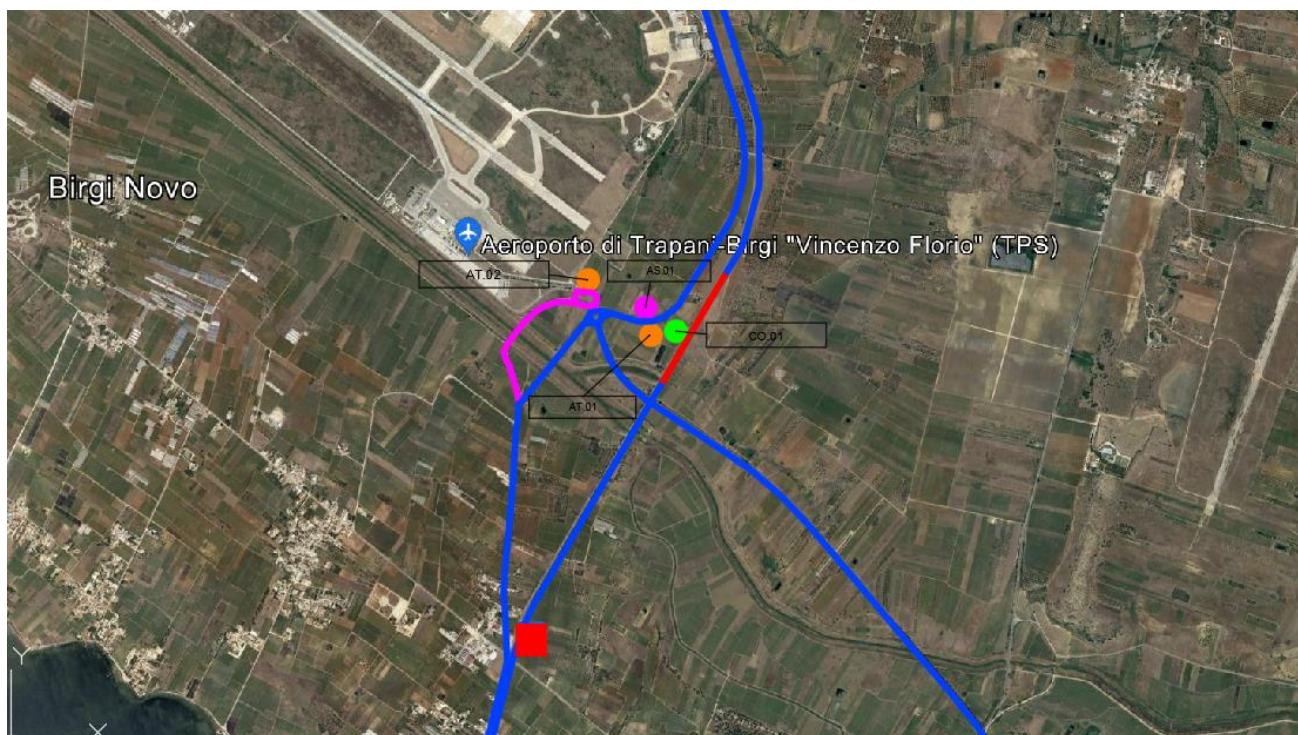 Birgi Novo
Aeroporto di Trapani-Birgi "Vincenzo Florio" (TPS)
AT.02
AS.01
CO.01
AT.01
Y
X